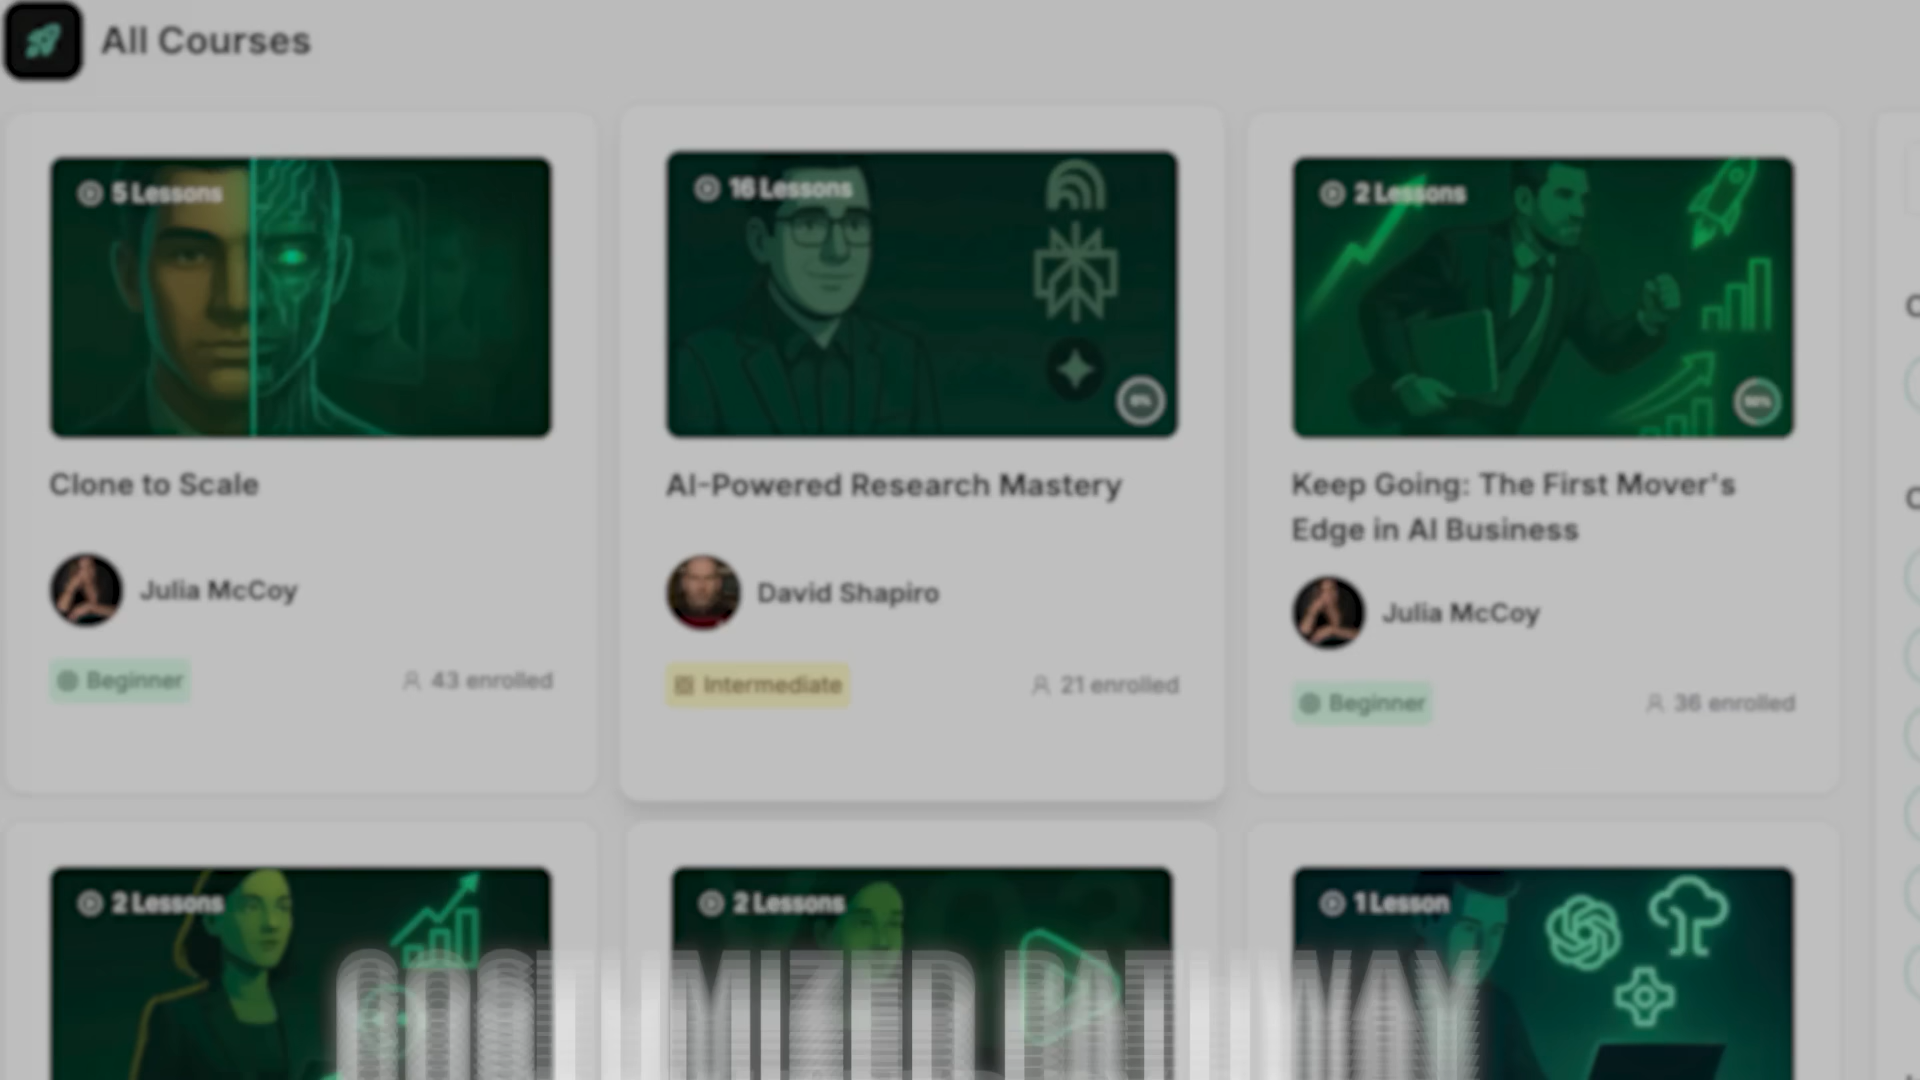 All Courses
5 Lessons
Clone to Scale
Julia McCoy
Beginner
43 enrolled
16 Lessons
AI-Powered Research Mastery
David Shapiro
Intermediate
21 enrolled
2 Lessons
Keep Going: The First Mover's
Edge in AI Business
Julia McCoy
Beginner
36 enrolled
2 Lessons
2 Lessons
1 Lesson
CUSTOMIZED PATHWAY